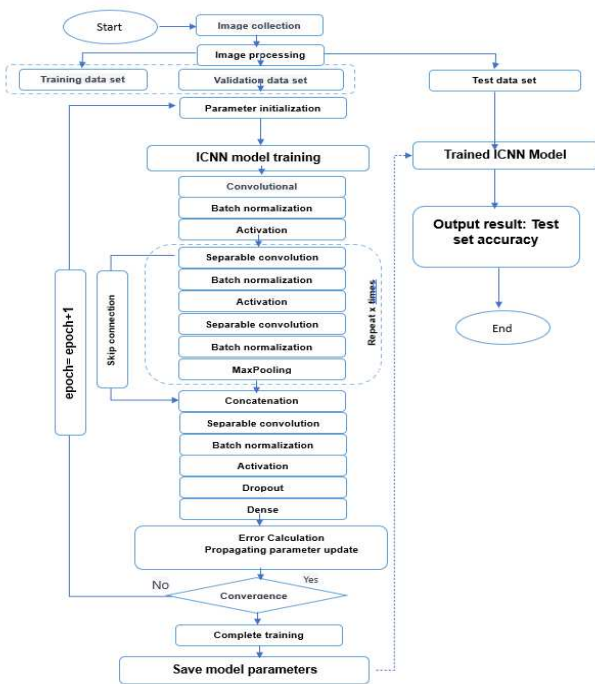 Start
Image collection
Image processing
Training data set
Validation data set
Test data set
Parameter initialization
ICNN model training
Trained ICNN Model
Convolutional
Batch normalization
Activation
Output result: Test
set accuracy
Separable convolution
Batch normalization
Activation
Separable convolution
Batch normalization
MaxPooling
Repeat x times
Skip connection
epoch= epoch+1
End
Concatenation
Separable convolution
Batch normalization
Activation
Dropout
Dense
Error Calculation
Propagating parameter update
No
Yes
Convergence
Complete training
Save model parameters